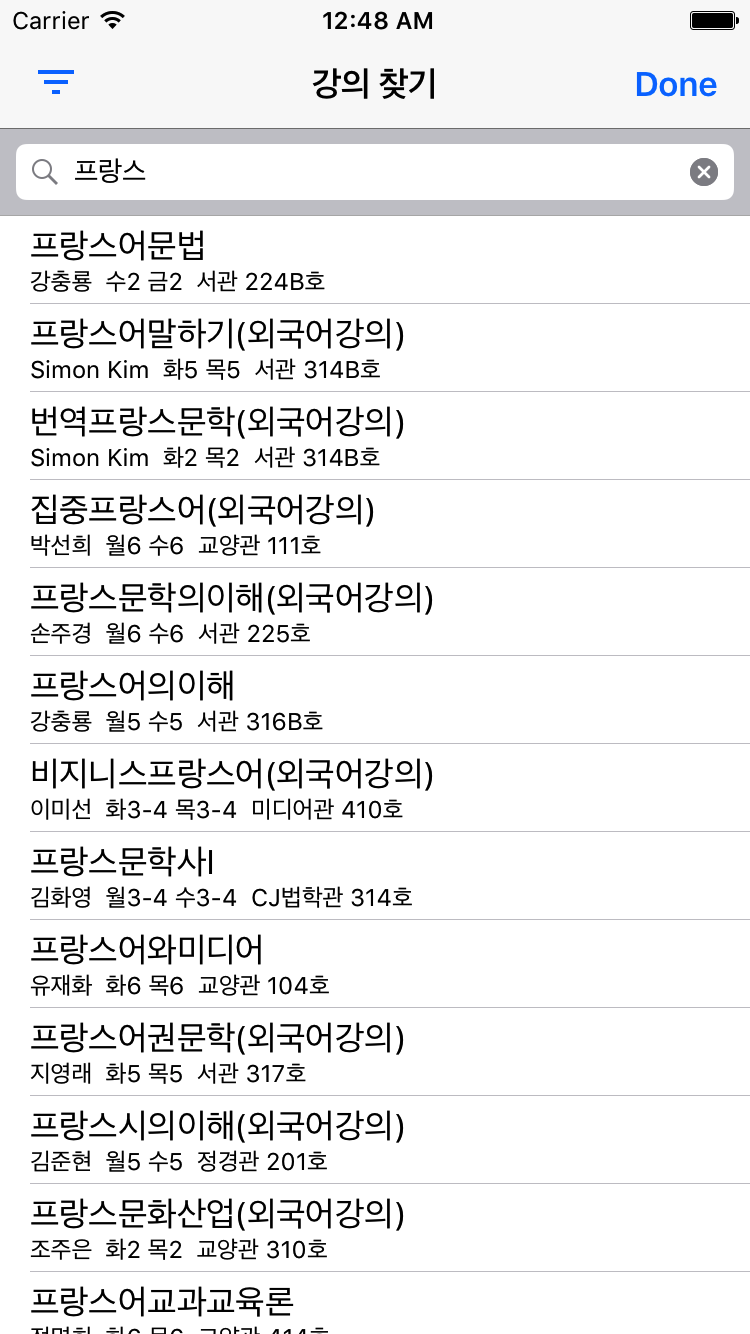 Carrier 12:48 AM
강의 찾기 Done
프랑스
프랑스어문법
강충룡 수2 금2 서관 224B호
프랑스어말하기(외국어강의)
Simon Kim 화5 목5 서관 314B호
번역프랑스문학(외국어강의)
Simon Kim 화2 목2 서관 314B호
집중프랑스어(외국어강의)
박선희 월6 수6 교양관 111호
프랑스문학의이해(외국어강의)
손주경 월6 수6 서관 225호
프랑스어의이해
강충룡 월5 수5 서관 316B호
비지니스프랑스어(외국어강의)
이미선 화3-4 목3-4 미디어관 410호
프랑스문학사I
김화영 월3-4 수3-4 CJ법학관 314호
프랑스어와미디어
유재화 화6 목6 교양관 104호
프랑스어권문학(외국어강의)
지영래 화5 목5 서관 317호
프랑스시의이해(외국어강의)
김준현 월5 수5 정경관 201호
프랑스문화산업(외국어강의)
조주은 화2 목2 교양관 310호
프랑스어교과교육론